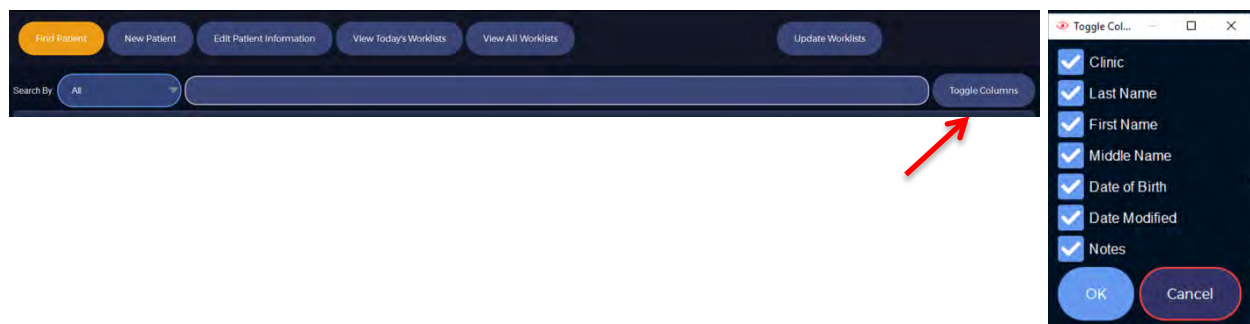 Find Patient New Patient Edit Patient Information View Today's Worklists View All Worklists Update Worklists
Search By: All Toggle Columns
Toggle Col...
Clinic
Last Name
First Name
Middle Name
Date of Birth
Date Modified
Notes
OK Cancel